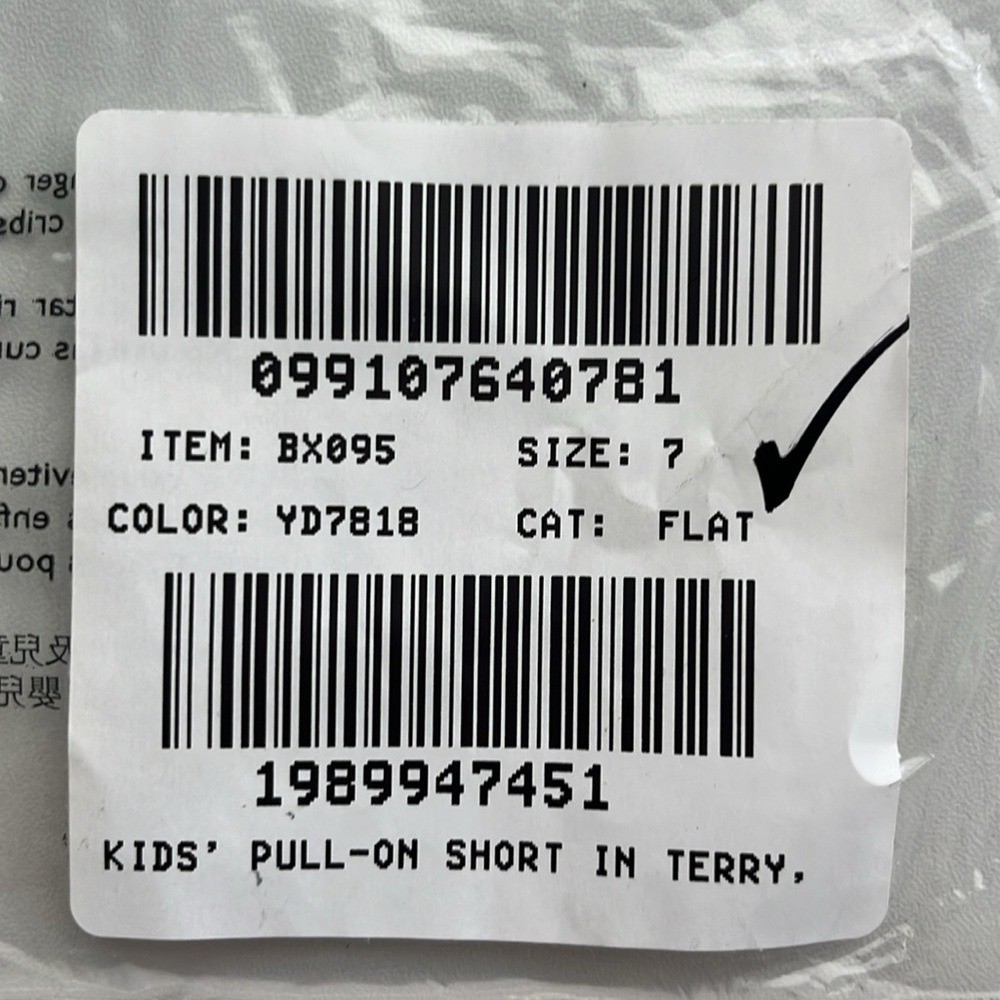 099107640781
ITEM: BX095 SIZE: 7
COLOR: YD7818 CAT: FLAT
1989947451
KIDS' PULL-ON SHORT IN TERRY,